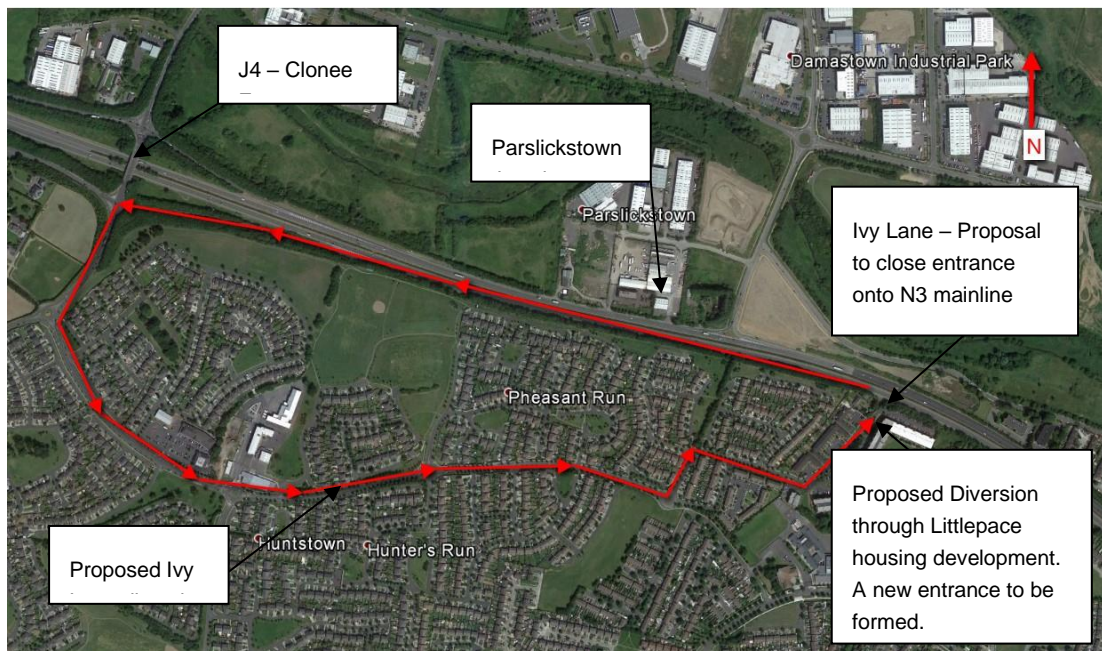 J4 – Clonee
Damastown Industrial Park
N
Parslickstown
Parslickstown
Ivy Lane – Proposal
to close entrance
onto N3 mainline
Pheasant Run
Proposed Diversion
through Littlepace
housing development.
A new entrance to be
formed.
Huntstown
Hunter's Run
Proposed Ivy